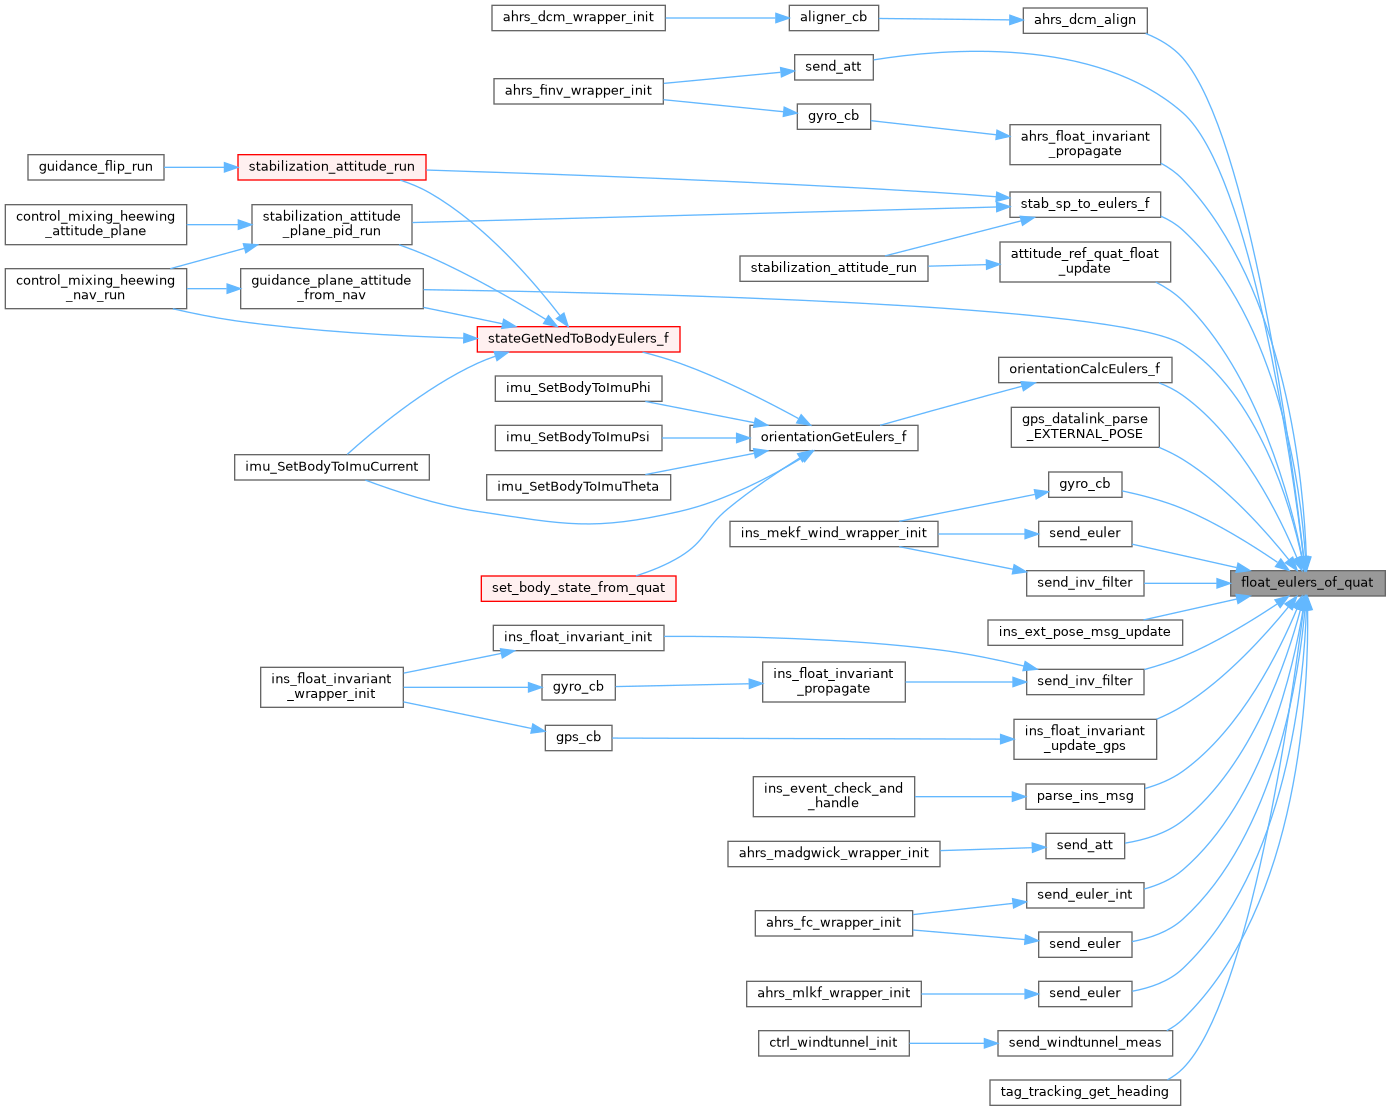 ahrs_dcm_wrapper_init
aligner_cb
ahrs_dcm_align
send_att
ahrs_finv_wrapper_init
gyro_cb
ahrs_float_invariant
_propagate
guidance_flip_run
stabilization_attitude_run
stab_sp_to_eulers_f
control_mixing_heewing
_attitude_plane
stabilization_attitude
_plane_pid_run
stabilization_attitude_run
attitude_ref_quat_float
_update
control_mixing_heewing
_nav_run
guidance_plane_attitude
_from_nav
stateGetNedToBodyEulers_f
orientationCalcEulers_f
imu_SetBodyToImuPhi
gps_datalink_parse
_EXTERNAL_POSE
imu_SetBodyToImuPsi
orientationGetEulers_f
imu_SetBodyToImuCurrent
imu_SetBodyToImuTheta
gyro_cb
ins_mekf_wind_wrapper_init
send_euler
set_body_state_from_quat
send_inv_filter
float_eulers_of_quat
ins_ext_pose_msg_update
ins_float_invariant_init
ins_float_invariant
_wrapper_init
gyro_cb
ins_float_invariant
_propagate
send_inv_filter
gps_cb
ins_float_invariant
_update_gps
ins_event_check_and
_handle
parse_ins_msg
ahrs_madgwick_wrapper_init
send_att
send_euler_int
ahrs_fc_wrapper_init
send_euler
ahrs_mlkf_wrapper_init
send_euler
ctrl_windtunnel_init
send_windtunnel_meas
tag_tracking_get_heading